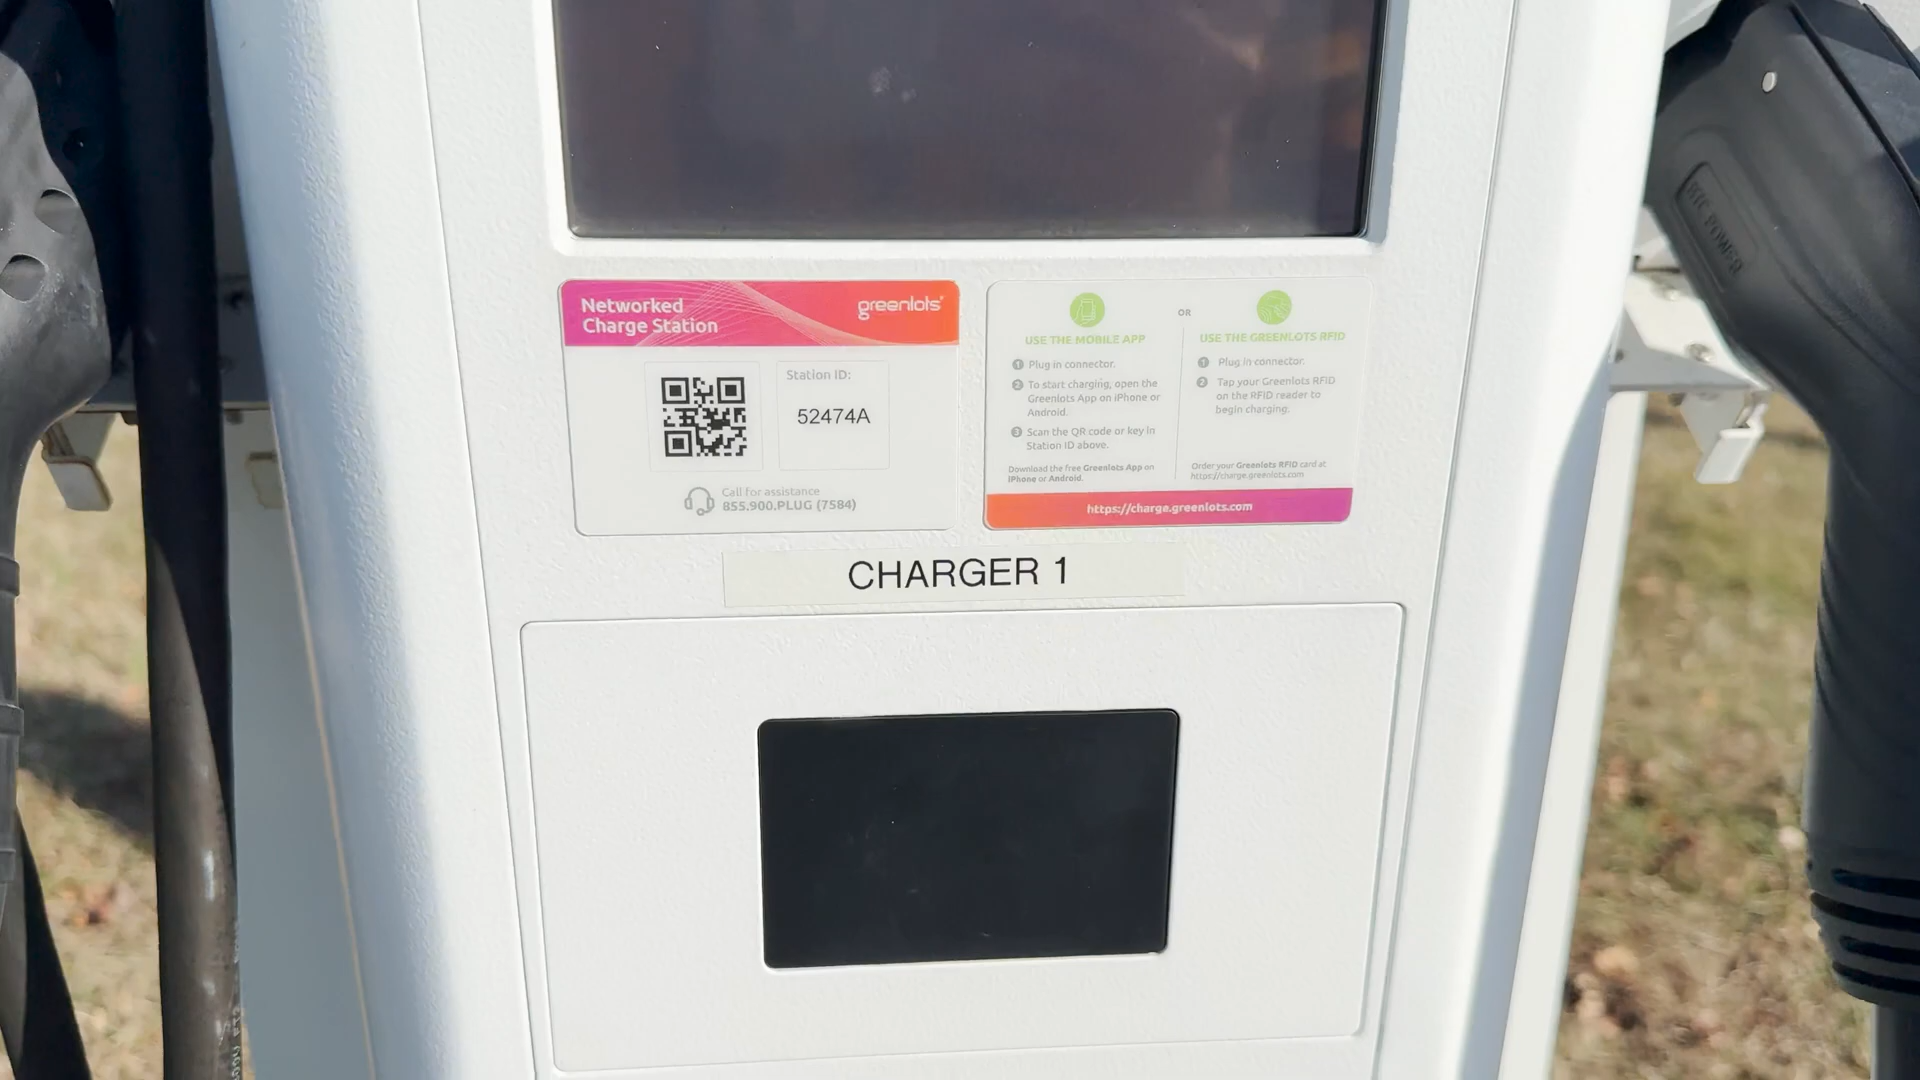 Networked
Charge Station
greenlots
Station ID:
52474A
Call for assistance
855.900.PLUG (7584)
USE THE MOBILE APP
1 Plug in connector.
2 To start charging, open the
Greenlots App on iPhone or
Android.
3 Scan the QR code or key in
Station ID above.
Download the free Greenlots App on
iPhone or Android.
OR
USE THE GREENLOTS RFID
1 Plug in connector.
2 Tap your Greenlots RFID
on the RFID reader to
begin charging.
Order your Greenlots RFID card at
https://charge.greenlots.com
https://charge.greenlots.com
CHARGER 1
BTC POWER